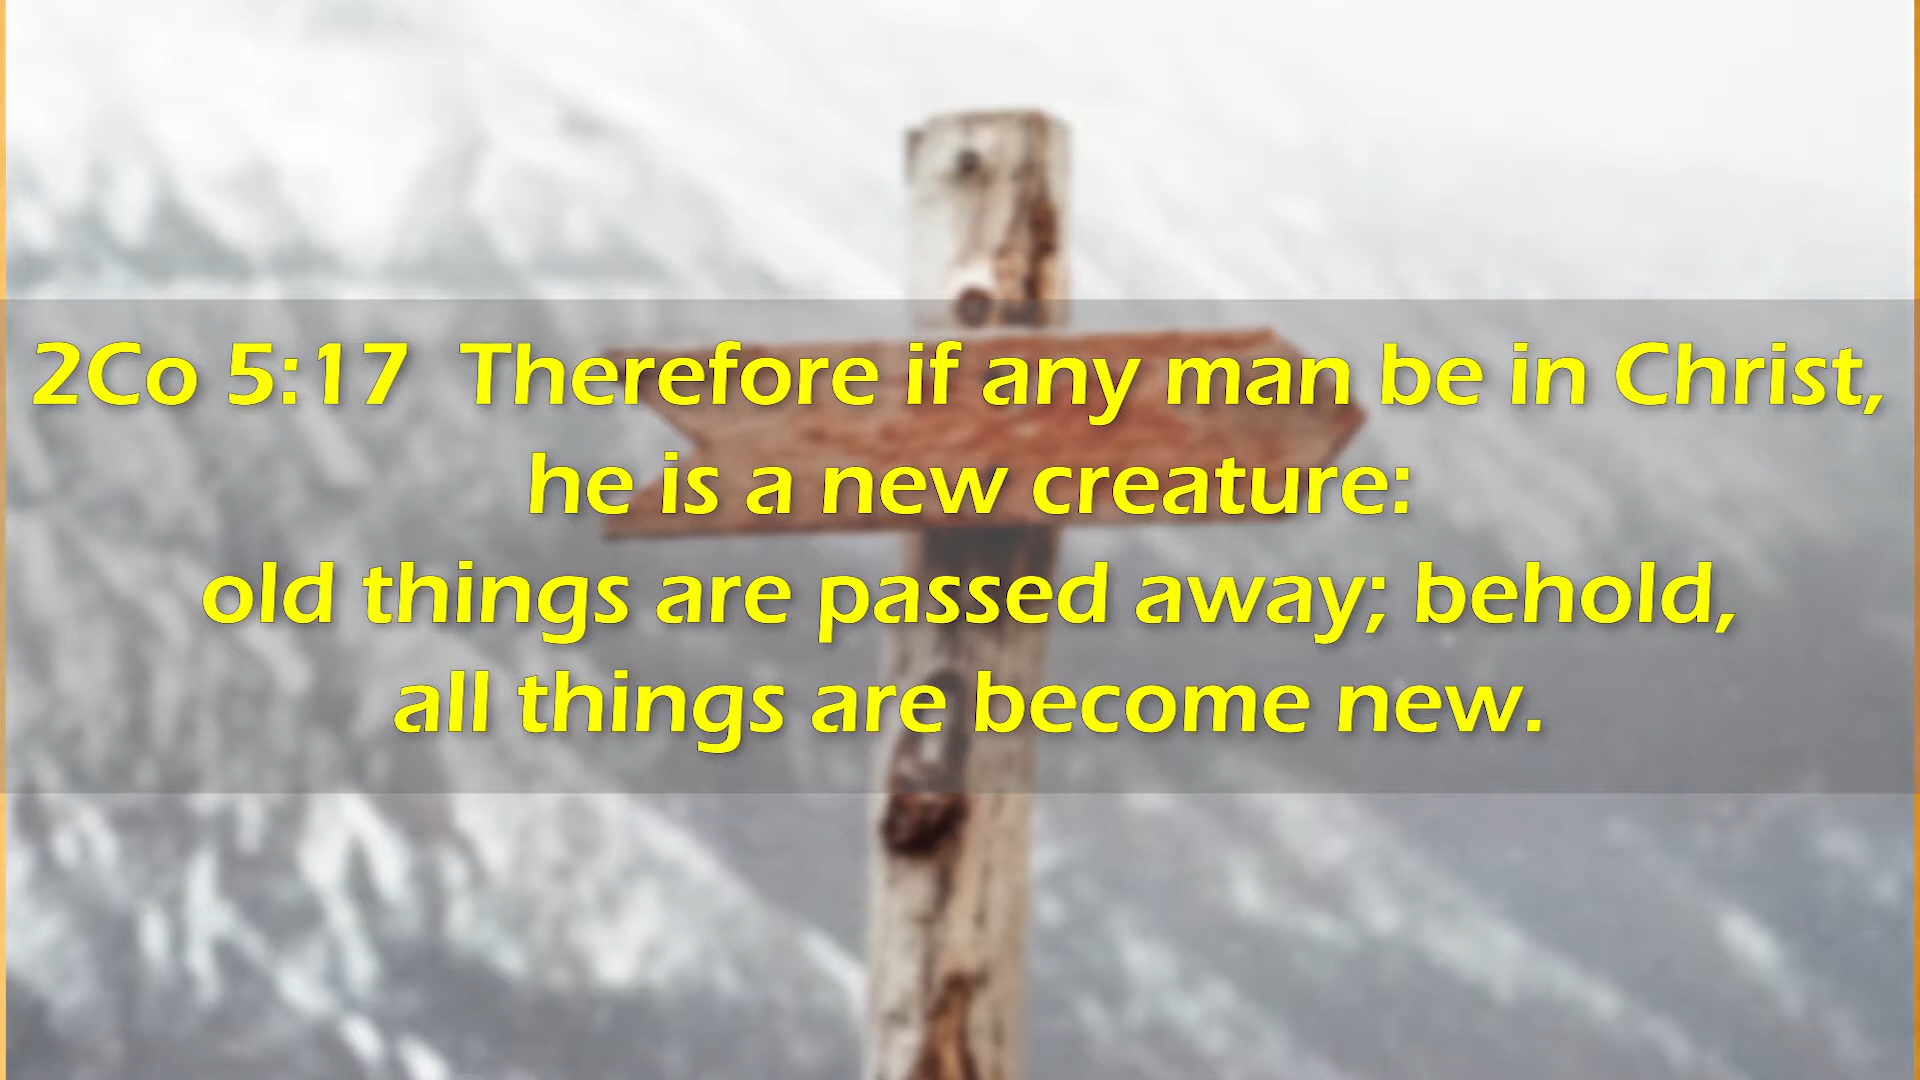 2Co 5:17  Therefore if any man be in Christ,
he is a new creature:
old things are passed away; behold,
all things are become new.